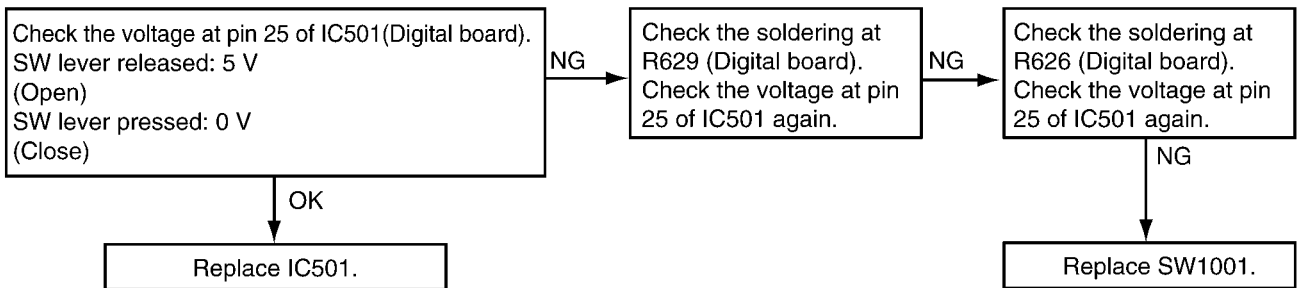 Check the voltage at pin 25 of IC501(Digital board).
SW lever released: 5 V
(Open)
SW lever pressed: 0 V
(Close)
NG
Check the soldering at
R629 (Digital board).
Check the voltage at pin
25 of IC501 again.
NG
Check the soldering at
R626 (Digital board).
Check the voltage at pin
25 of IC501 again.
OK
NG
Replace IC501.
Replace SW1001.